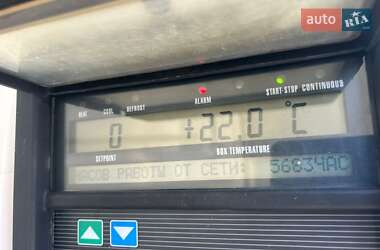 auto RIA
HEAT COOL DEFROST ALARM START-STOP CONTINUOUS
0 +22.0 °C
SETPOINT BOX TEMPERATURE
ЧАСОВ РАБОТЫ ОТ СЕТИ: 56634ЧАС